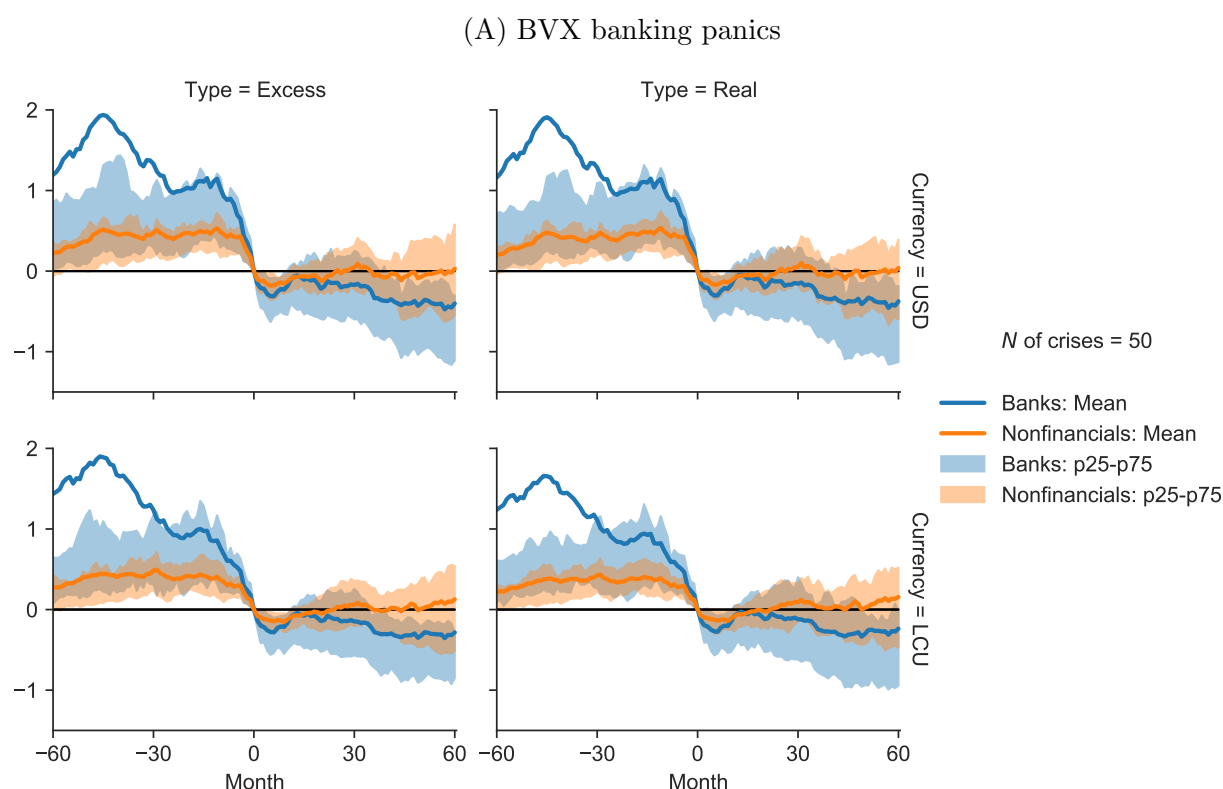 (A) BVX banking panics
Type = Excess
Type = Real
2
1
0
−1
Currency = USD
N of crises = 50
Banks: Mean
Nonfinancials: Mean
Banks: p25-p75
Nonfinancials: p25-p75
2
1
0
−1
Currency = LCU
−60 −30 0 30 60
−60 −30 0 30 60
Month
Month